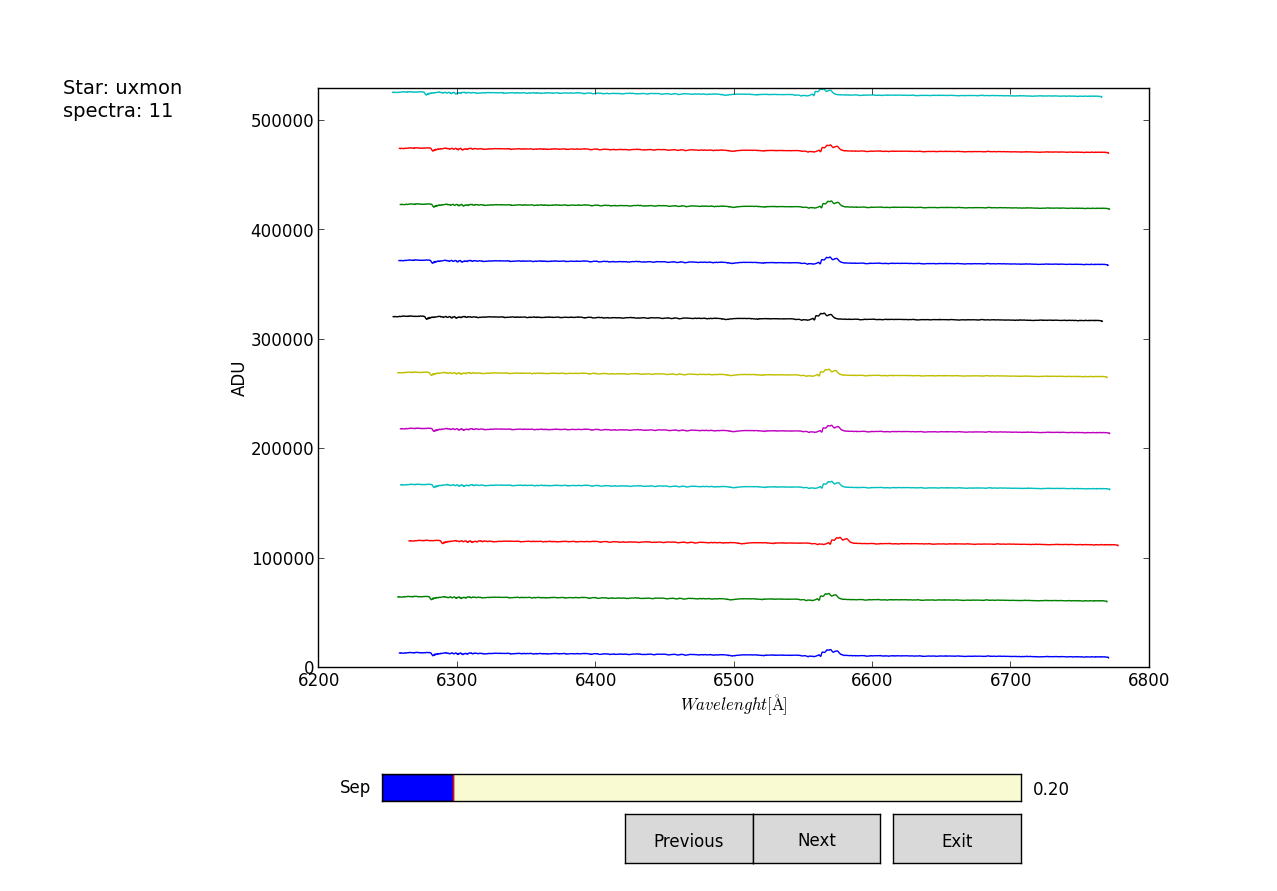 Star: uxmon
spectra: 11
500000
400000
300000
200000
100000
0
ADU
6200 6300 6400 6500 6600 6700 6800
Wavelenght[Å]
Sep 0.20
Previous Next Exit